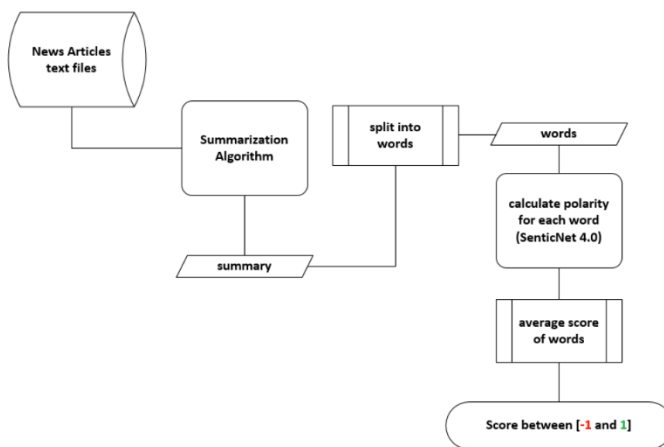 News Articles
text files
Summarization
Algorithm
summary
split into
words
words
calculate polarity
for each word
(SenticNet 4.0)
average score
of words
Score between [-1 and 1]